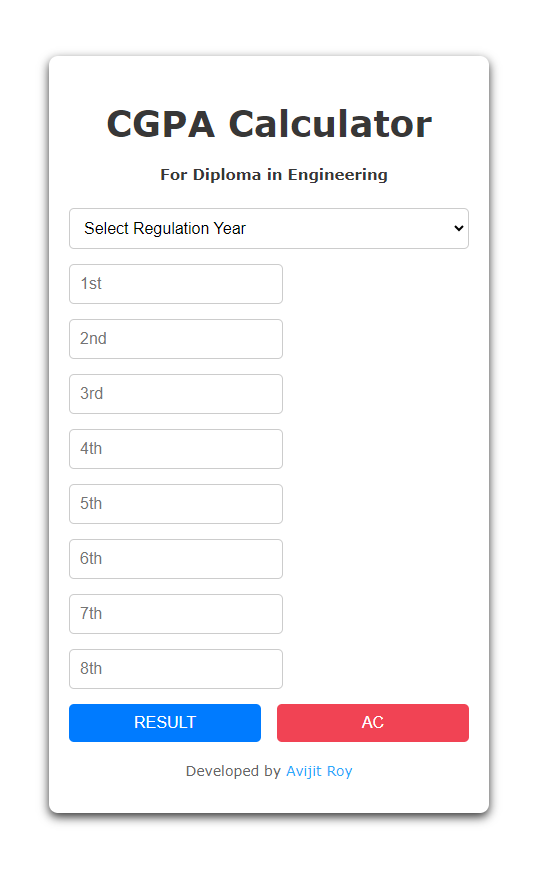 CGPA Calculator
For Diploma in Engineering
Select Regulation Year
1st
2nd
3rd
4th
5th
6th
7th
8th
RESULT AC
Developed by Avijit Roy